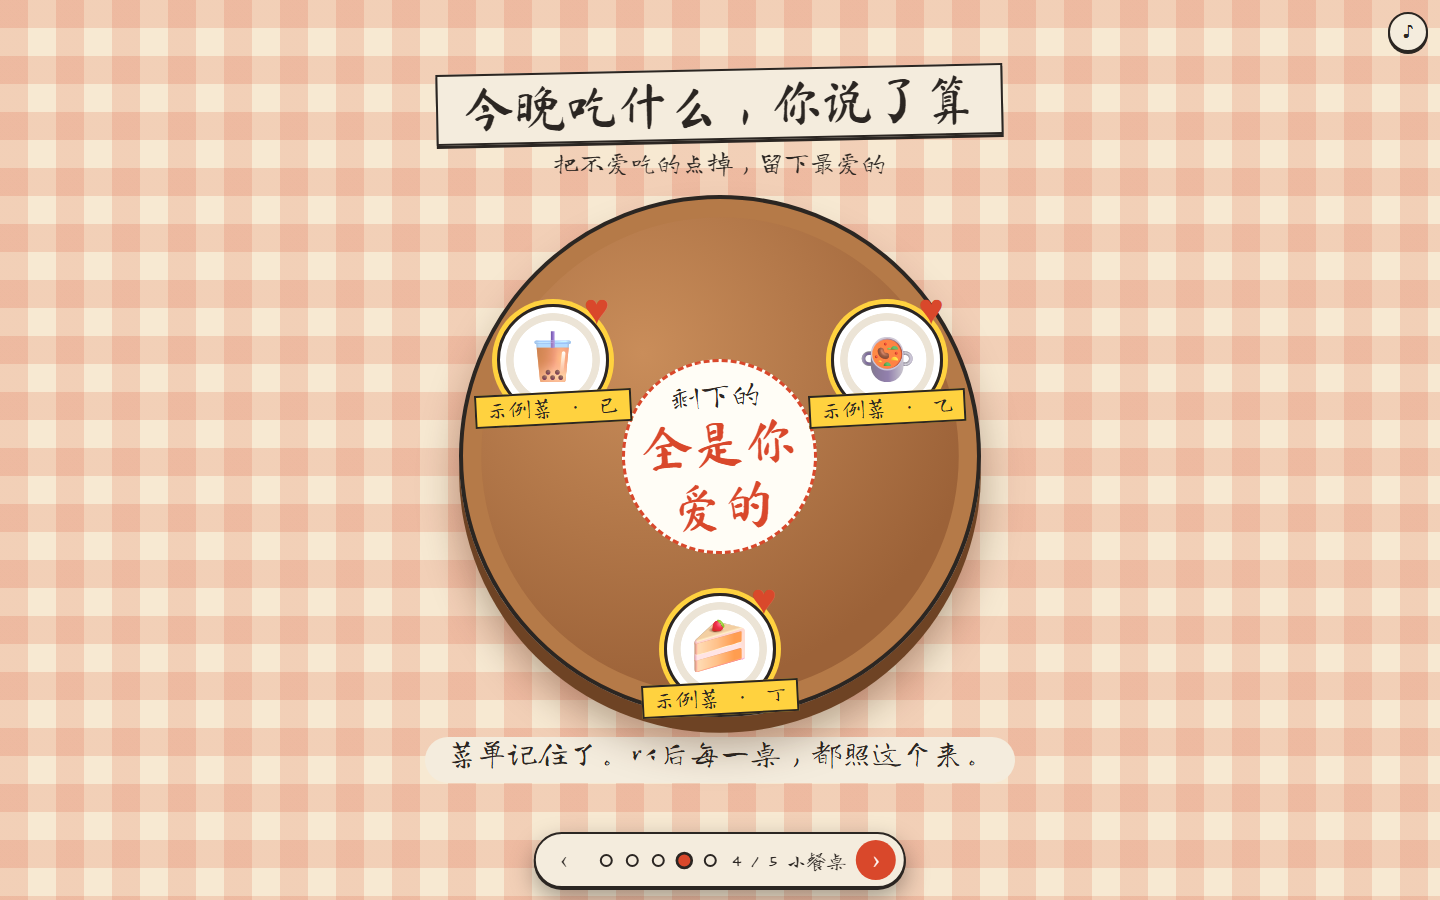 ♪
今晚吃什么，你说了算
把不爱吃的点掉，留下最爱的
示例菜 · 已
示例菜 · 乙
剩下的
全是你
爱的
示例菜 · 丁
菜单记住了。以后每一桌，都照这个来。
‹ 4 / 5 小餐桌 ›